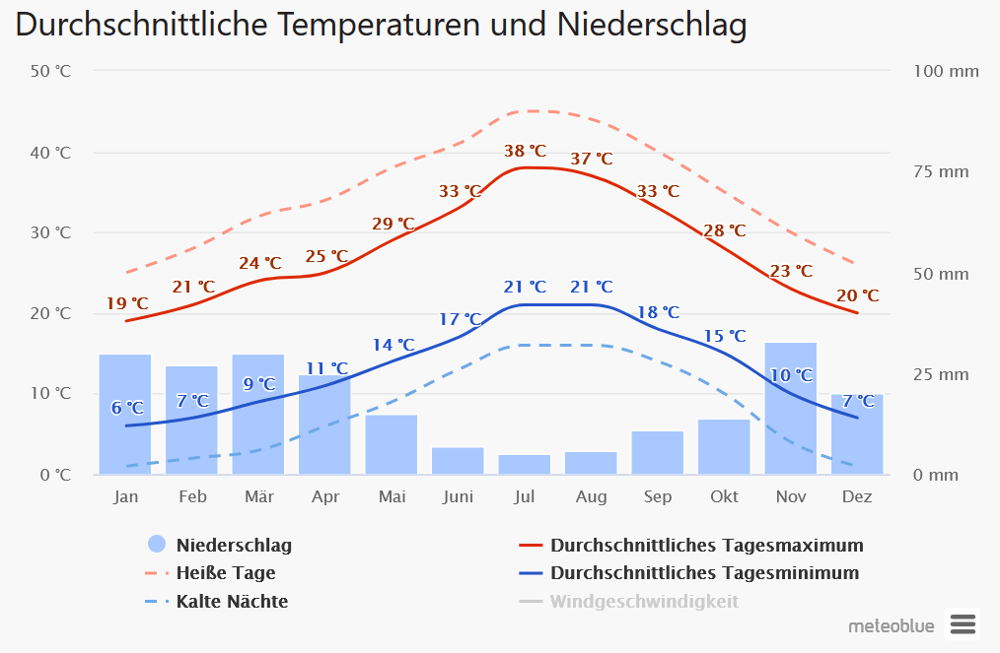 Durchschnittliche Temperaturen und Niederschlag
50 °C
100 mm
40 °C
75 mm
30 °C
50 mm
20 °C
25 mm
10 °C
0 °C
0 mm
38 °C
37 °C
33 °C
33 °C
29 °C
28 °C
24 °C
25 °C
23 °C
19 °C
21 °C
20 °C
21 °C
21 °C
17 °C
18 °C
14 °C
15 °C
9 °C
11 °C
10 °C
6 °C
7 °C
7 °C
Jan Feb Mär Apr Mai Juni Jul Aug Sep Okt Nov Dez
Niederschlag
Durchschnittliches Tagesmaximum
Heiße Tage
Durchschnittliches Tagesminimum
Kalte Nächte
Windgeschwindigkeit
meteoblue